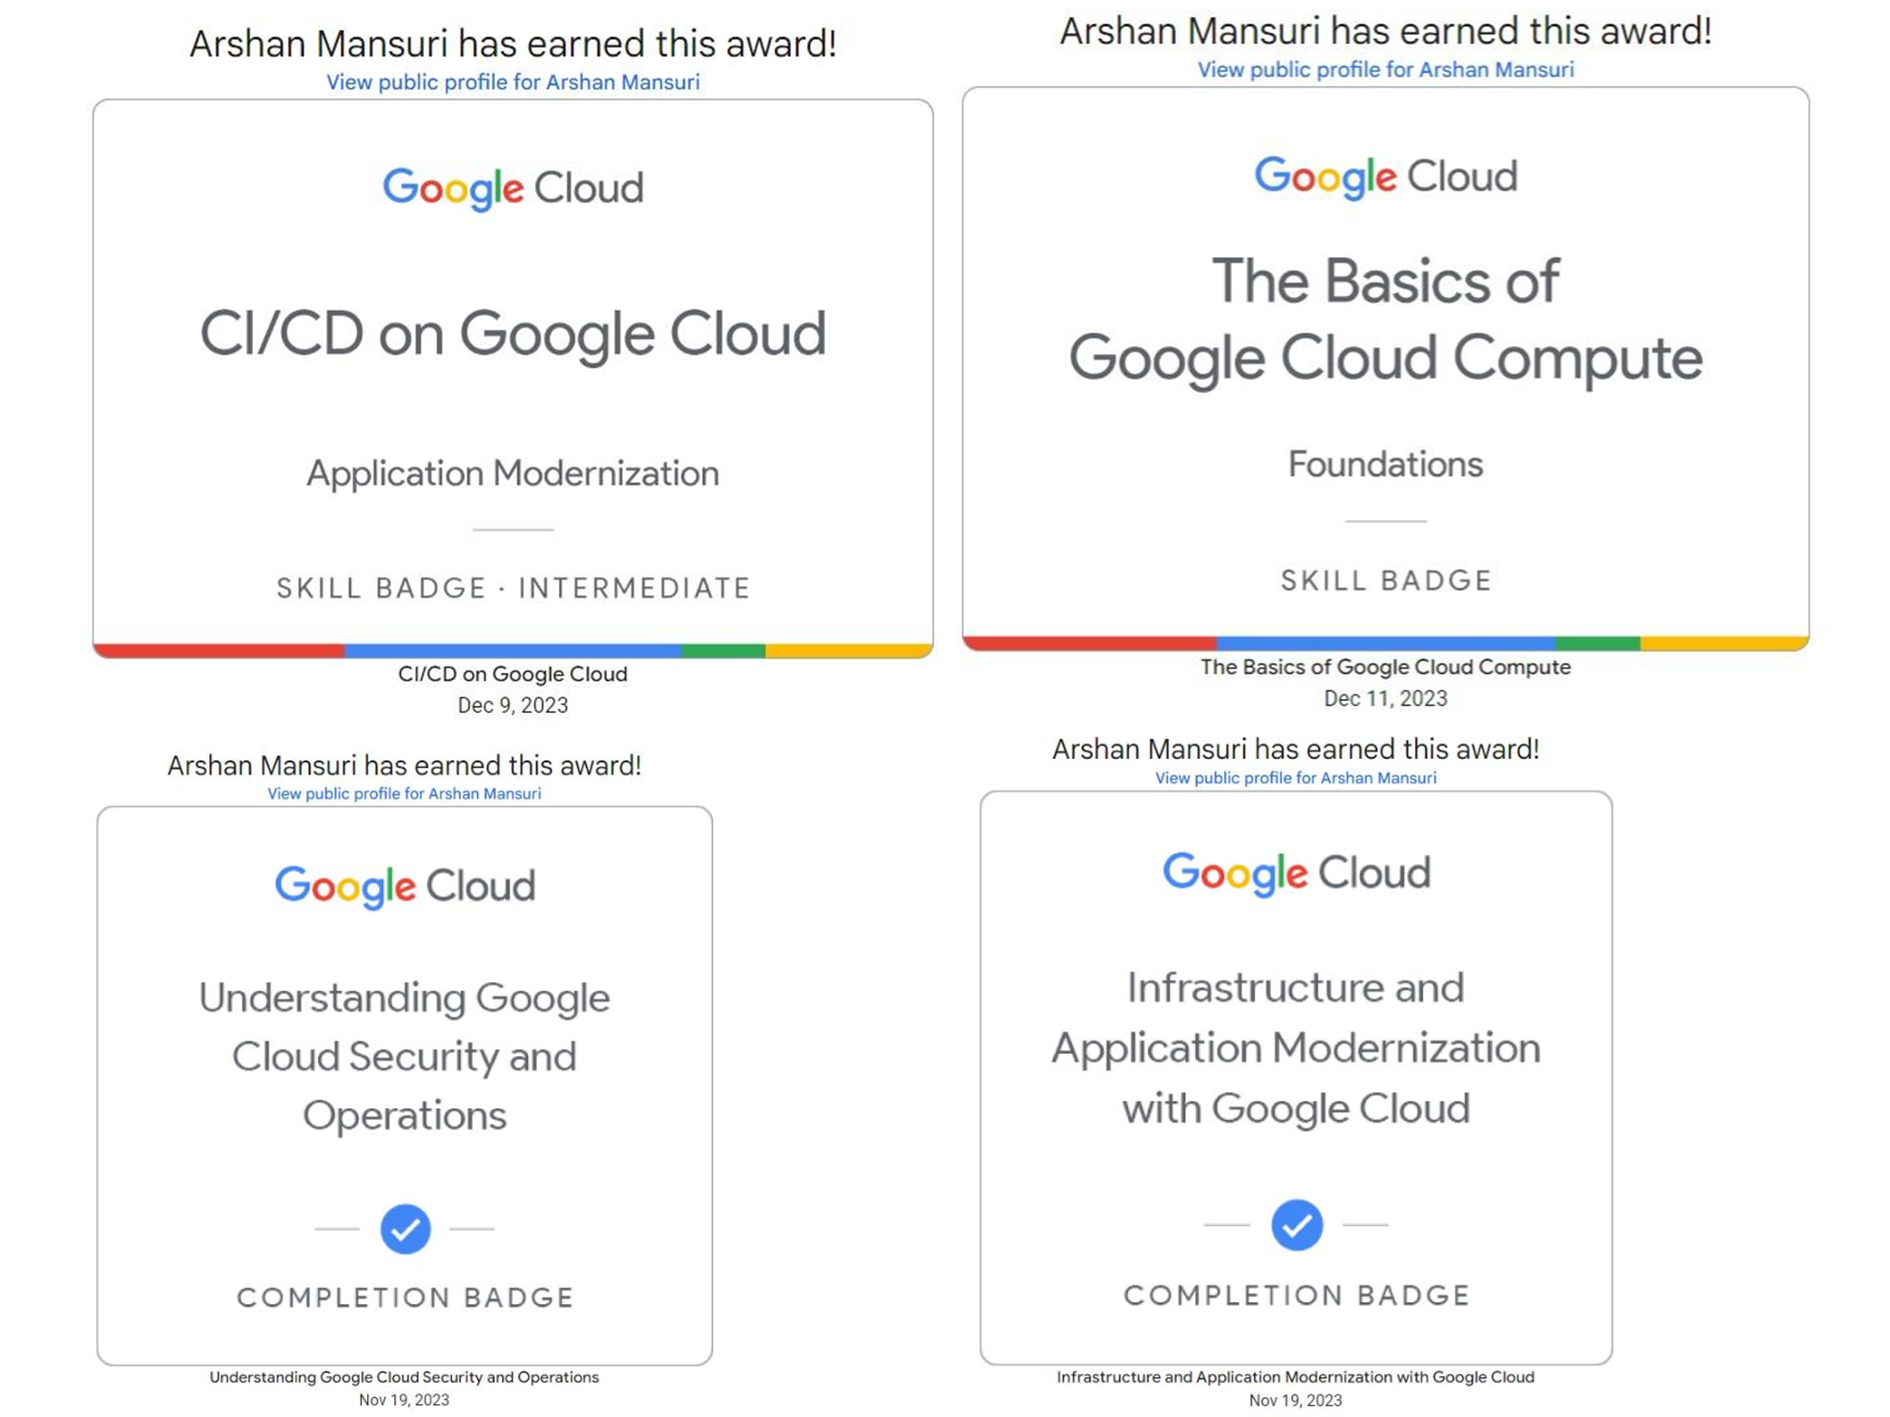 Arshan Mansuri has earned this award!
View public profile for Arshan Mansuri
Google Cloud
CI/CD on Google Cloud
Application Modernization
SKILL BADGE · INTERMEDIATE
CI/CD on Google Cloud
Dec 9, 2023
Arshan Mansuri has earned this award!
View public profile for Arshan Mansuri
Google Cloud
The Basics of
Google Cloud Compute
Foundations
SKILL BADGE
The Basics of Google Cloud Compute
Dec 11, 2023
Arshan Mansuri has earned this award!
View public profile for Arshan Mansuri
Google Cloud
Understanding Google
Cloud Security and
Operations
COMPLETION BADGE
Understanding Google Cloud Security and Operations
Nov 19, 2023
Arshan Mansuri has earned this award!
View public profile for Arshan Mansuri
Google Cloud
Infrastructure and
Application Modernization
with Google Cloud
COMPLETION BADGE
Infrastructure and Application Modernization with Google Cloud
Nov 19, 2023